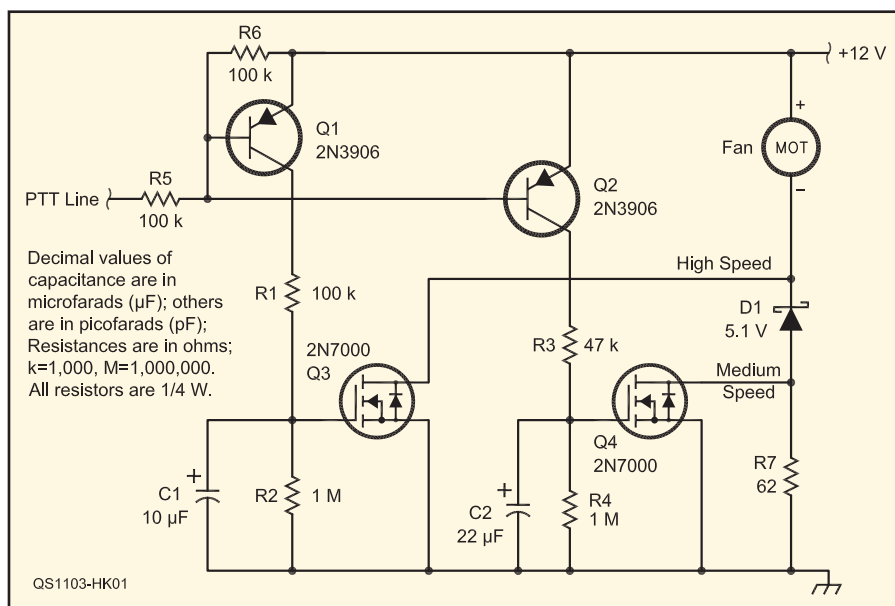 R6
100 k
+12 V
Q1
2N3906
+
Fan
MOT
–
R5
PTT Line
100 k
Q2
2N3906
Decimal values of
capacitance are in
microfarads (µF); others
are in picofarads (pF);
Resistances are in ohms;
k=1,000, M=1,000,000.
All resistors are 1/4 W.
High Speed
R1
100 k
D1
5.1 V
2N7000
Q3
R3
47 k
Medium
Speed
Q4
2N7000
+
C1
10 µF
R2
1 M
+
C2
22 µF
R4
1 M
R7
62
QS1103-HK01